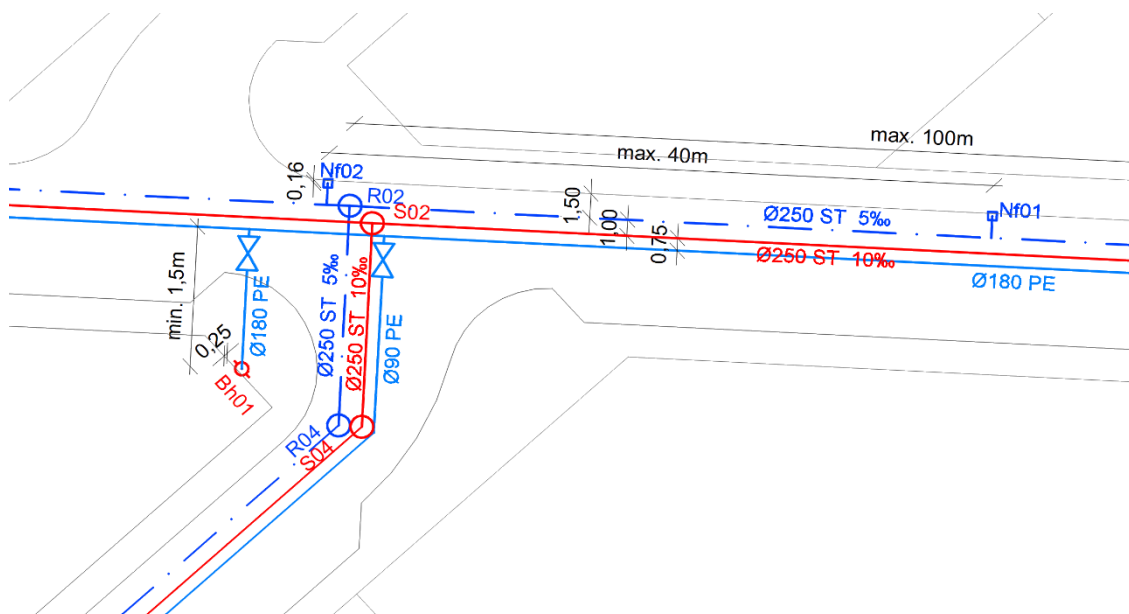 max. 100m
max. 40m
Nf02
0,16
R02
S02
1,50
1,00
0,75
Ø250 ST 5‰
Nf01
Ø250 ST 10‰
Ø180 PE
min. 1,5m
0,25
Ø180 PE
Bh01
Ø250 ST 5‰
Ø250 ST 10‰
Ø90 PE
R04
S04